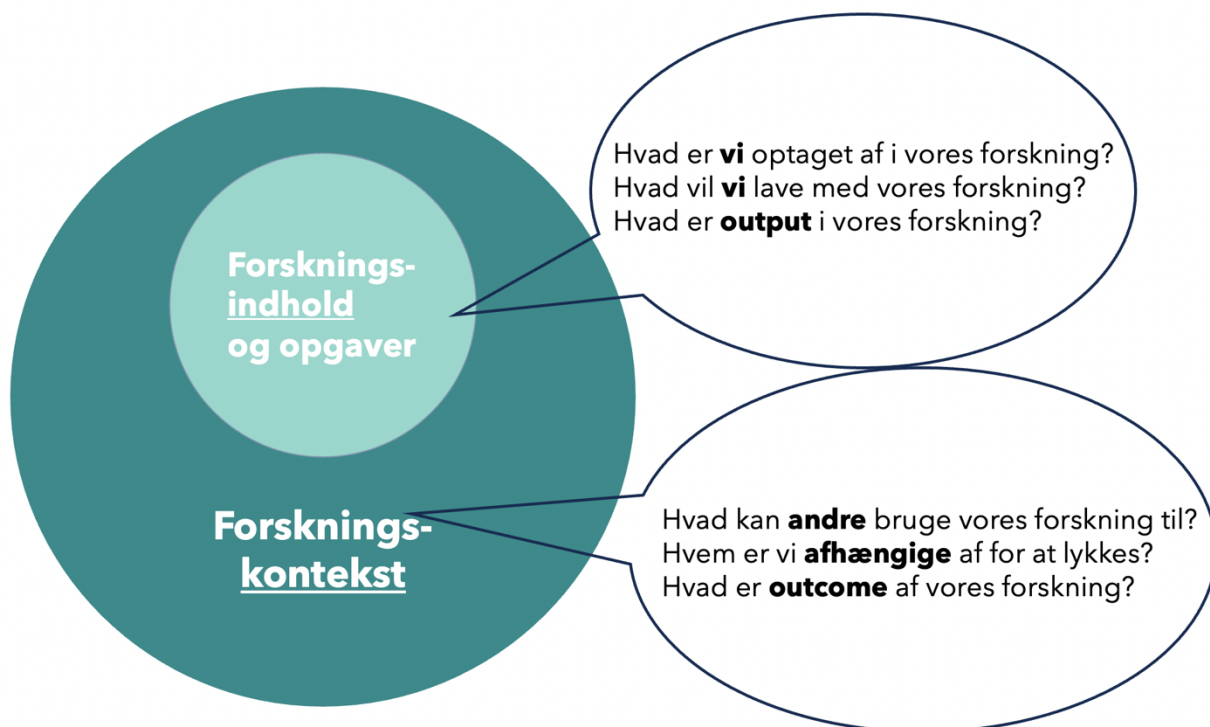 Hvad er vi optaget af i vores forskning?
Hvad vil vi lave med vores forskning?
Hvad er output i vores forskning?
Forsknings-
indhold
og opgaver
Hvad kan andre bruge vores forskning til?
Hvem er vi afhængige af for at lykkes?
Hvad er outcome af vores forskning?
Forsknings-
kontekst